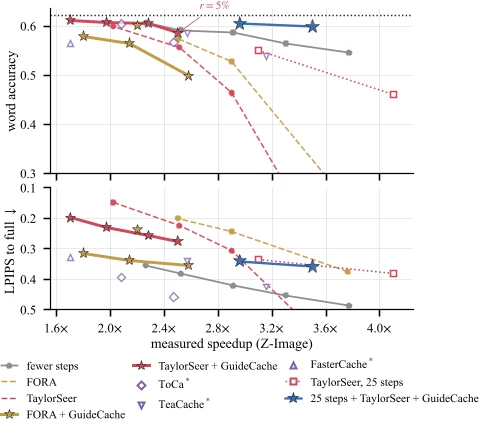 r = 5%
0.6
0.5
0.4
0.3
word accuracy
0.1
0.2
0.3
0.4
0.5
LPIPS to full ↓
1.6× 2.0× 2.4× 2.8× 3.2× 3.6× 4.0×
measured speedup (Z-Image)
fewer steps TaylorSeer + GuideCache FasterCache*
FORA ToCa* TaylorSeer, 25 steps
TaylorSeer TeaCache* 25 steps + TaylorSeer + GuideCache
FORA + GuideCache